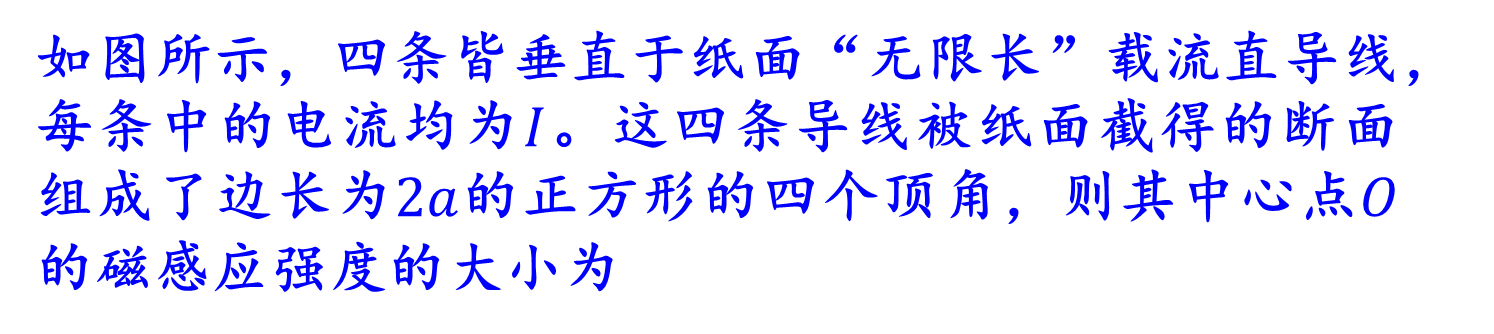 如图所示，四条皆垂直于纸面“无限长”载流直导线，
每条中的电流均为I。这四条导线被纸面截得的断面
组成了边长为2a的正方形的四个顶角，则其中心点O
的磁感应强度的大小为